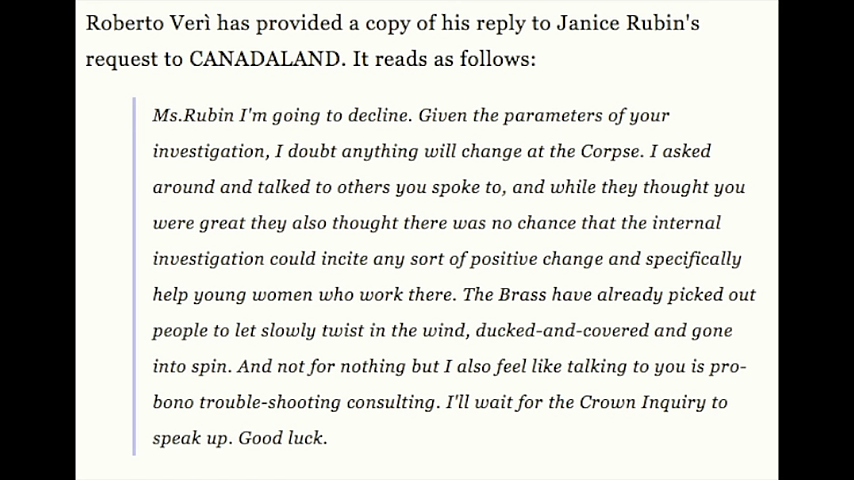 Roberto Verì has provided a copy of his reply to Janice Rubin's
request to CANADALAND. It reads as follows:
Ms.Rubin I'm going to decline. Given the parameters of your
investigation, I doubt anything will change at the Corpse. I asked
around and talked to others you spoke to, and while they thought you
were great they also thought there was no chance that the internal
investigation could incite any sort of positive change and specifically
help young women who work there. The Brass have already picked out
people to let slowly twist in the wind, ducked-and-covered and gone
into spin. And not for nothing but I also feel like talking to you is pro-
bono trouble-shooting consulting. I'll wait for the Crown Inquiry to
speak up. Good luck.